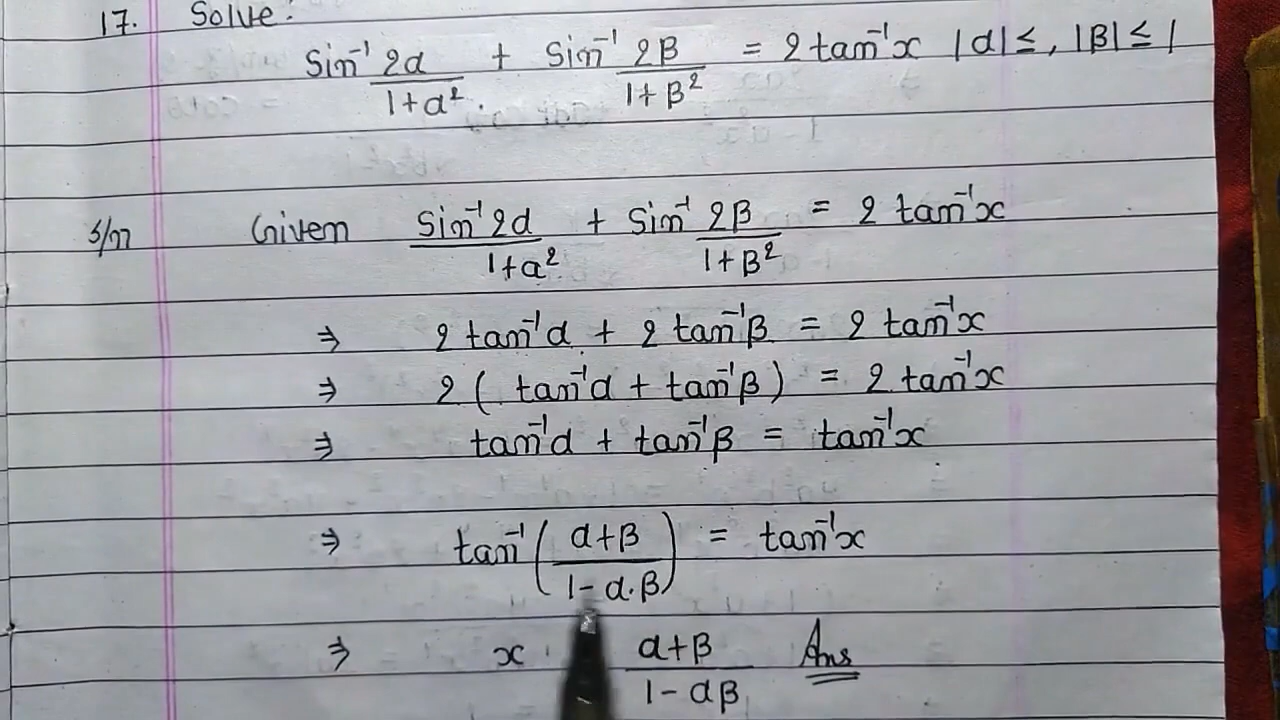 17. Solve:
Sin⁻¹ 2α/1+α². + Sin⁻¹ 2β/1+β² = 2 tan⁻¹x |α|≤, |β|≤ 1
Given Sin⁻¹ 2α/1+α² + Sin⁻¹ 2β/1+β² = 2 tan⁻¹x
⇒ 2 tan⁻¹α + 2 tan⁻¹β = 2 tan⁻¹x
⇒ 2 ( tan⁻¹α + tan⁻¹β ) = 2 tan⁻¹x
⇒ tan⁻¹α + tan⁻¹β = tan⁻¹x
⇒ tan⁻¹ ( α+β / 1-α.β ) = tan⁻¹x
⇒ x α+β / 1-αβ Ans